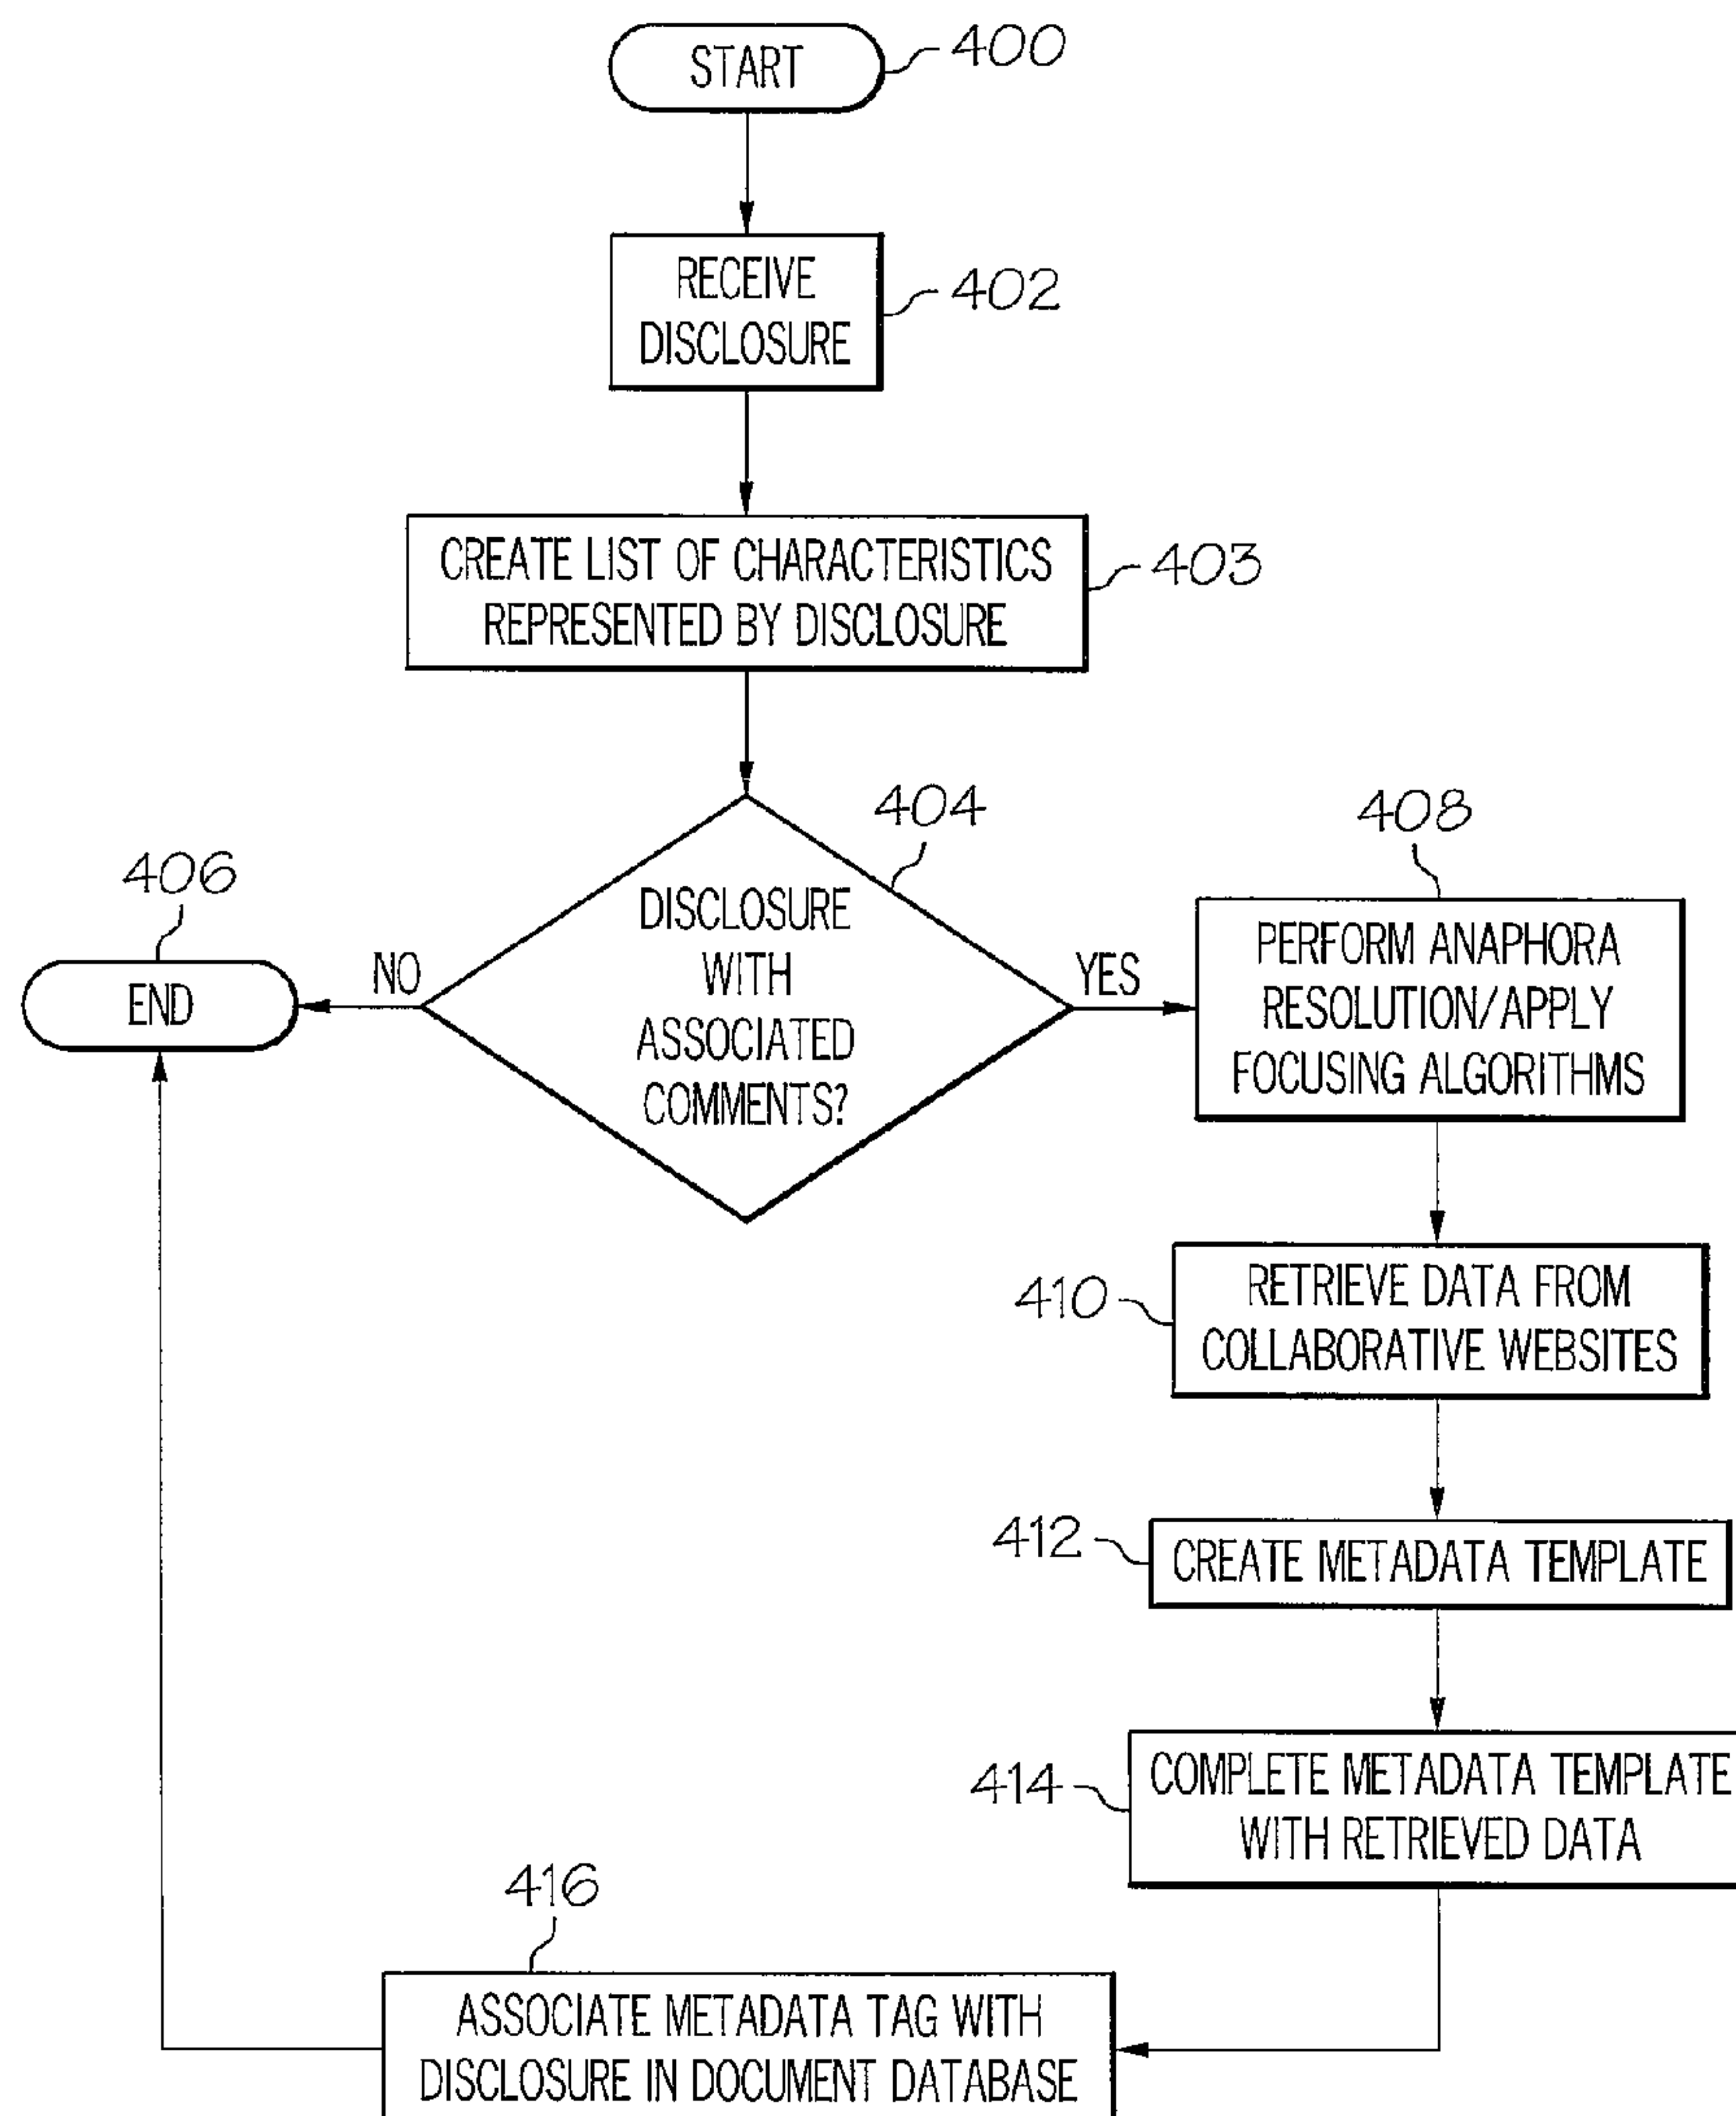 START
400
RECEIVE
DISCLOSURE
402
CREATE LIST OF CHARACTERISTICS
REPRESENTED BY DISCLOSURE
403
404
DISCLOSURE
WITH
ASSOCIATED
COMMENTS?
NO
406
END
YES
408
PERFORM ANAPHORA
RESOLUTION/APPLY
FOCUSING ALGORITHMS
410
RETRIEVE DATA FROM
COLLABORATIVE WEBSITES
412
CREATE METADATA TEMPLATE
414
COMPLETE METADATA TEMPLATE
WITH RETRIEVED DATA
416
ASSOCIATE METADATA TAG WITH
DISCLOSURE IN DOCUMENT DATABASE